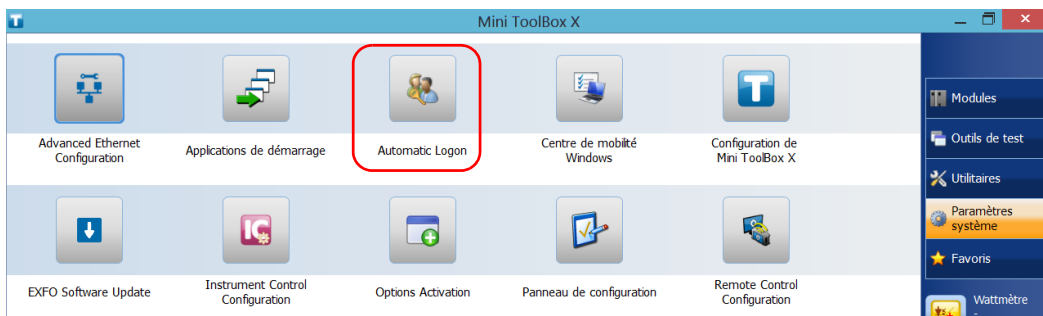 Mini ToolBox X
Advanced Ethernet
Configuration
Applications de démarrage
Automatic Logon
Centre de mobilité
Windows
Configuration de
Mini ToolBox X
EXFO Software Update
Instrument Control
Configuration
Options Activation
Panneau de configuration
Remote Control
Configuration
Modules
Outils de test
Utilitaires
Paramètres
système
Favoris
Wattmètre
-